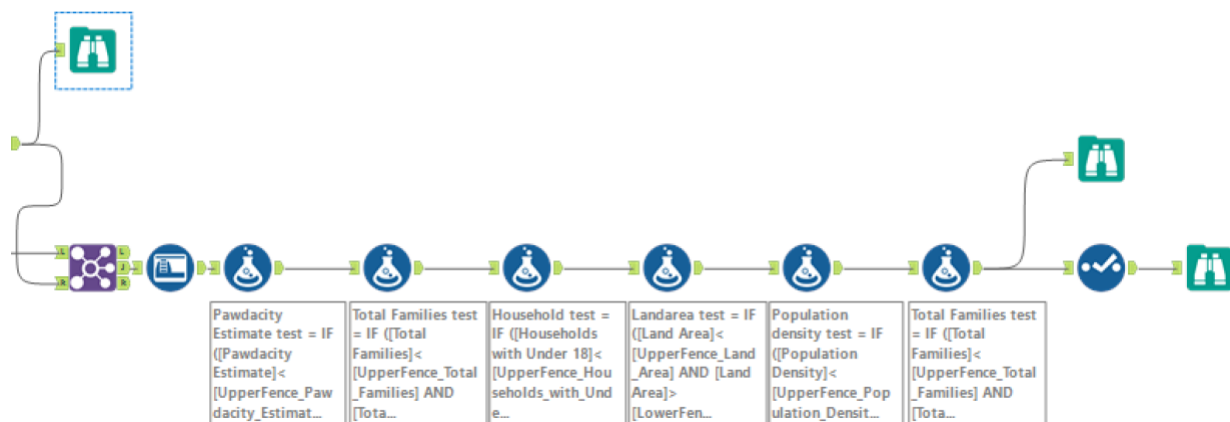 L
L
J
R
R
Pawdacity
Estimate test = IF
([Pawdacity
Estimate]<
[UpperFence_Paw
dacity_Estimat...
Total Families test
= IF ([Total
Families]<
[UpperFence_Total
_Families] AND
[Tota...
Household test =
IF ([Households
with Under 18]<
[UpperFence_Hou
seholds_with_Und
e...
Landarea test = IF
([Land Area]<
[UpperFence_Land
_Area] AND [Land
Area]>
[LowerFen...
Population
density test = IF
([Population
Density]<
[UpperFence_Pop
ulation_Densit...
Total Families test
= IF ([Total
Families]<
[UpperFence_Total
_Families] AND
[Tota...